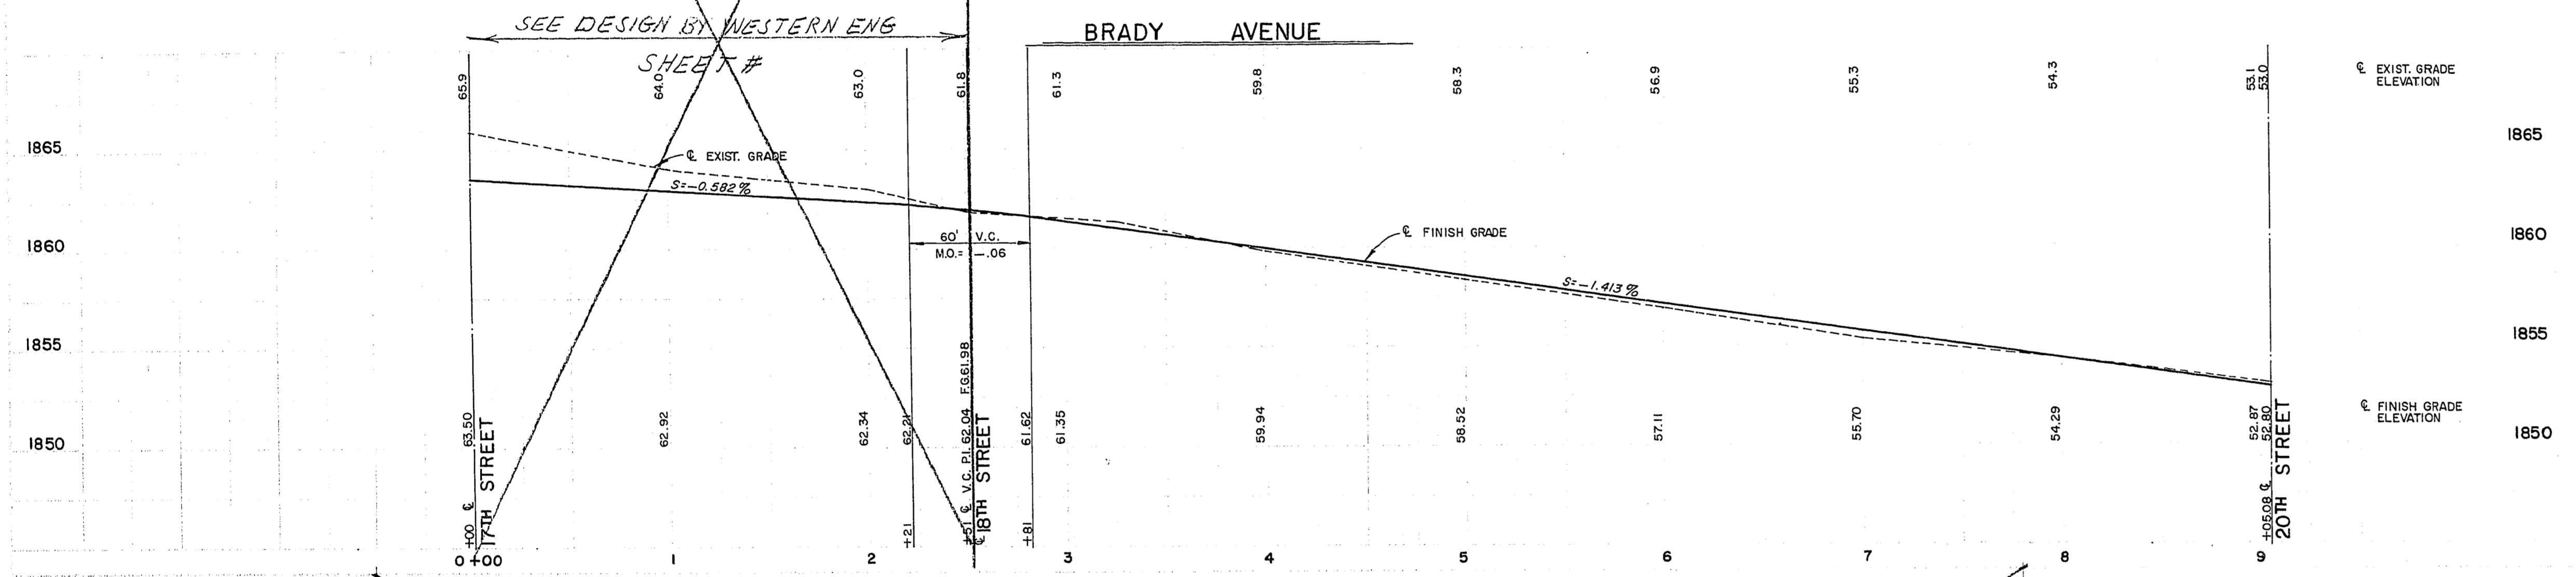 SEE DESIGN BY WESTERN ENG
SHEET #
BRADY AVENUE
65.9 64.0 63.0 61.8 61.3 59.8 58.3 56.9 55.3 54.3 53.1 53.0
℄ EXIST. GRADE
ELEVATION
1865 1865
℄ EXIST. GRADE
S=-0.582%
1860 1860
60' V.C.
M.O.= -.06
℄ FINISH GRADE
S=-1.413%
1855 1855
63.50 62.92 62.34 62.21 61.62 61.35 59.94 58.52 57.11 55.70 54.29 52.87 52.80
℄ FINISH GRADE
ELEVATION
1850 1850
+00 ℄
17TH STREET
+21
+51 ℄ V.C. P.I. 62.04 F.G. 61.98
℄ 18TH STREET
+81
+05.08 ℄
20TH STREET
0+00 1 2 3 4 5 6 7 8 9